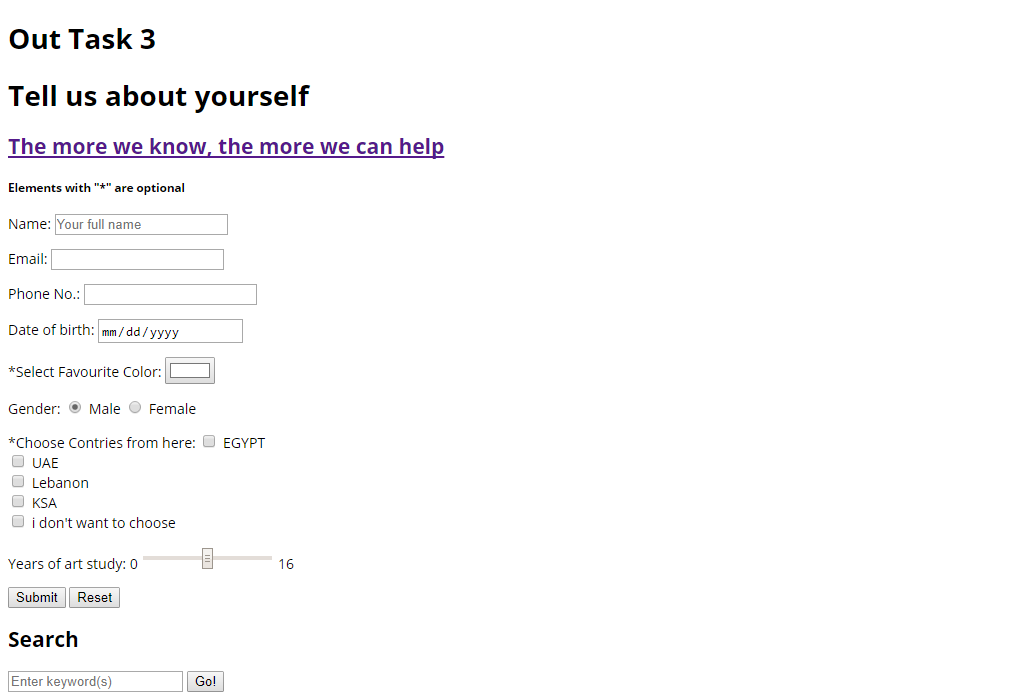 Out Task 3
Tell us about yourself
The more we know, the more we can help
Elements with "*" are optional
Name: Your full name
Email:
Phone No.:
Date of birth: mm/dd/yyyy
*Select Favourite Color:
Gender: Male Female
*Choose Contries from here: EGYPT
UAE
Lebanon
KSA
i don't want to choose
Years of art study: 0 16
Submit Reset
Search
Enter keyword(s) Go!